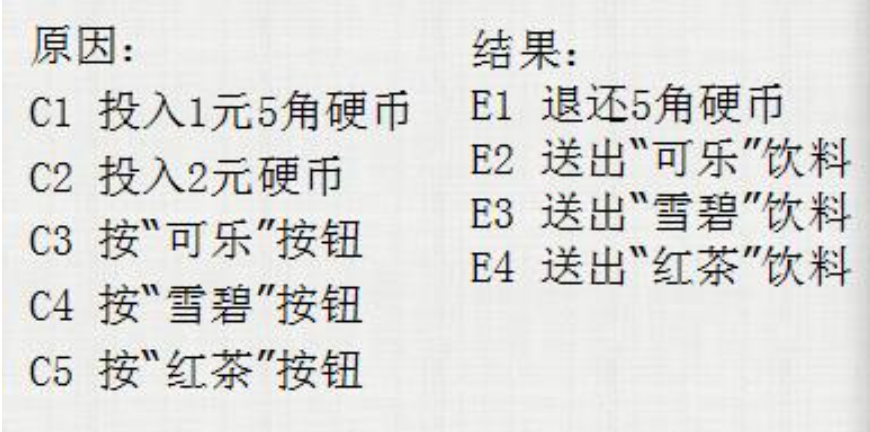 原因:
C1 投入1元5角硬币
C2 投入2元硬币
C3 按“可乐”按钮
C4 按“雪碧”按钮
C5 按“红茶”按钮
结果:
E1 退还5角硬币
E2 送出“可乐”饮料
E3 送出“雪碧”饮料
E4 送出“红茶”饮料